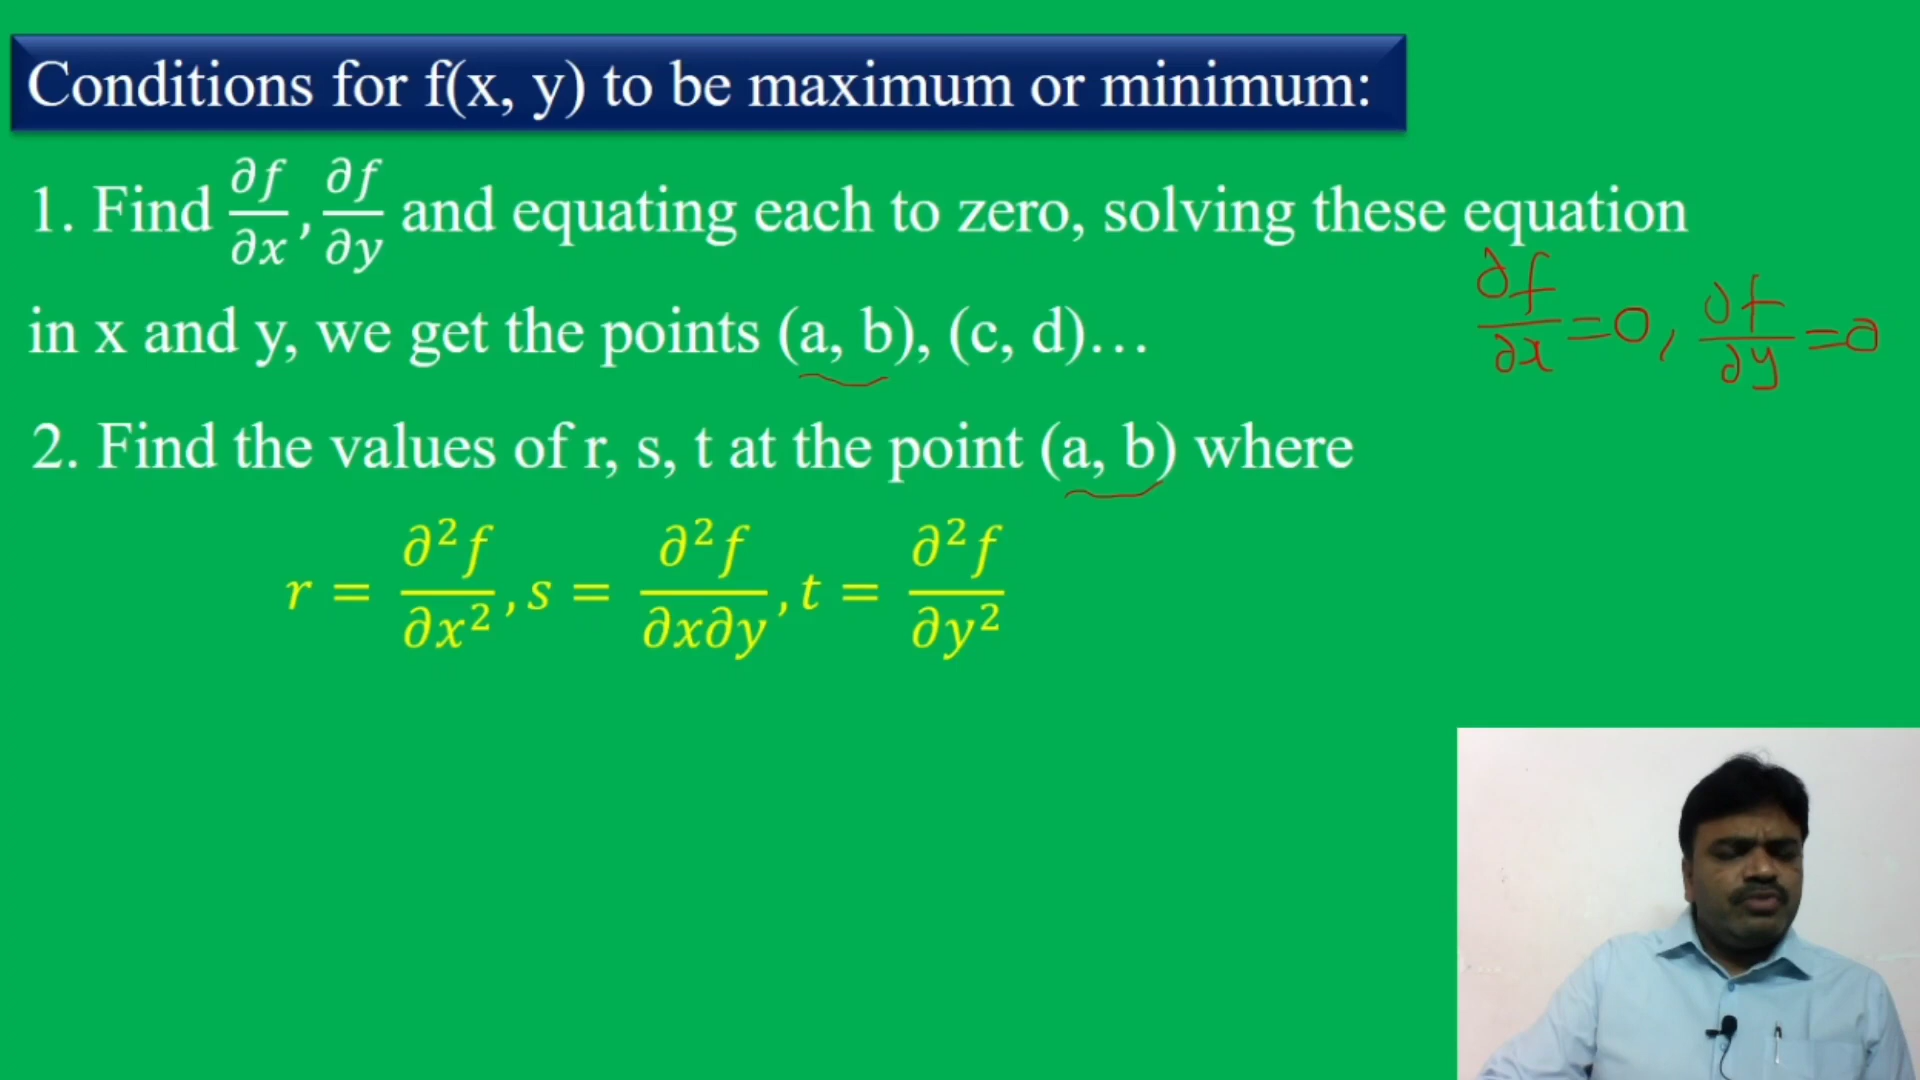 Conditions for f(x, y) to be maximum or minimum:
1. Find ∂f/∂x, ∂f/∂y and equating each to zero, solving these equation
∂f/∂x=0, ∂f/∂y=0
in x and y, we get the points (a, b), (c, d)…
2. Find the values of r, s, t at the point (a, b) where
r = ∂²f/∂x², s = ∂²f/∂x∂y, t = ∂²f/∂y²